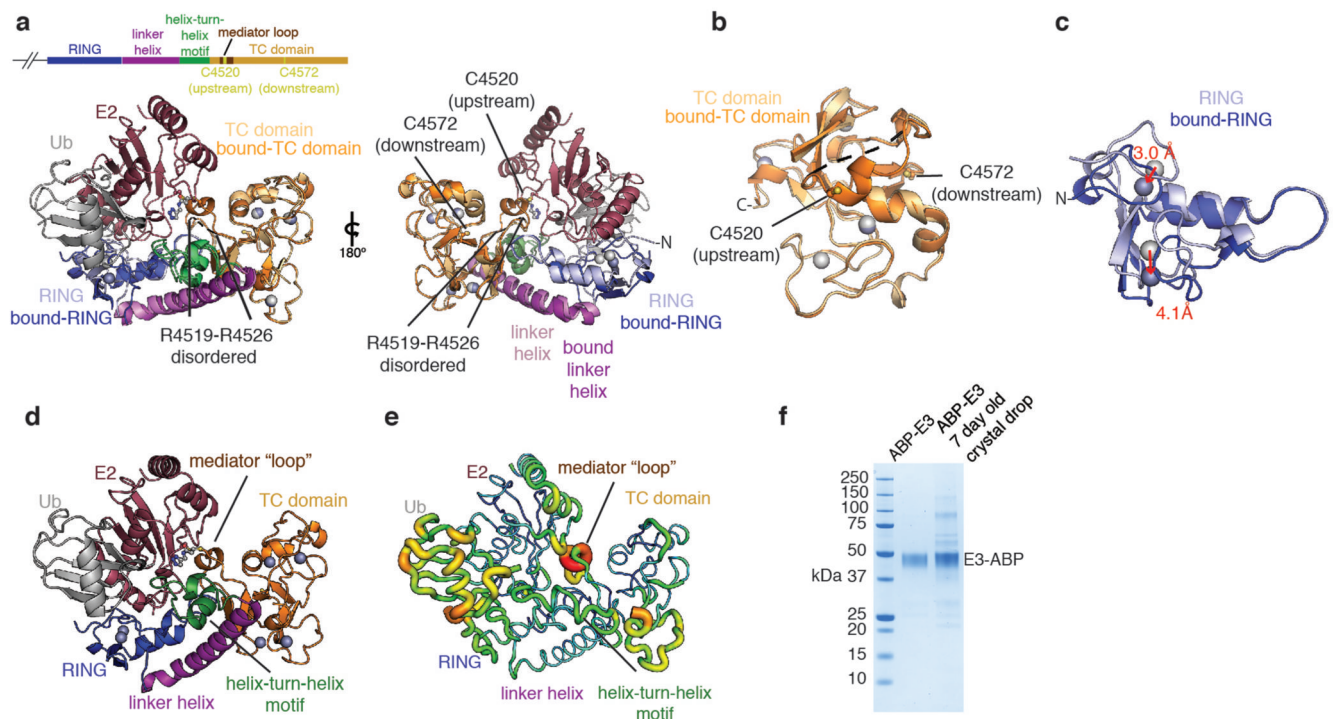 a
RING
linker
helix
helix-turn-
helix
motif
mediator loop
TC domain
C4520
(upstream)
C4572
(downstream)
E2
Ub
TC domain
bound-TC domain
RING
bound-RING
R4519-R4526
disordered
180º
C4520
(upstream)
C4572
(downstream)
N
RING
bound-RING
R4519-R4526
disordered
linker
helix
bound
linker
helix
b
TC domain
bound-TC domain
C4572
(downstream)
C-
C4520
(upstream)
c
RING
bound-RING
3.0 Å
N
4.1Å
d
mediator “loop”
E2
TC domain
Ub
RING
linker helix
helix-turn-helix
motif
e
mediator “loop”
E2
TC domain
Ub
RING
linker helix
helix-turn-helix
motif
f
ABP-E3
ABP-E3
7 day old
crystal drop
250
150
100
75
50
E3-ABP
kDa
37
25
20
15
10